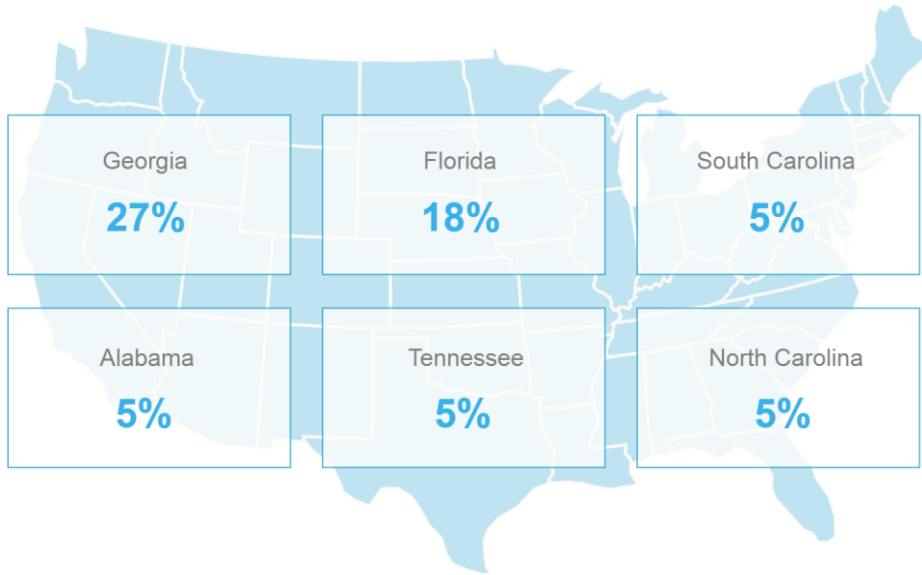 Georgia
27%
Florida
18%
South Carolina
5%
Alabama
5%
Tennessee
5%
North Carolina
5%